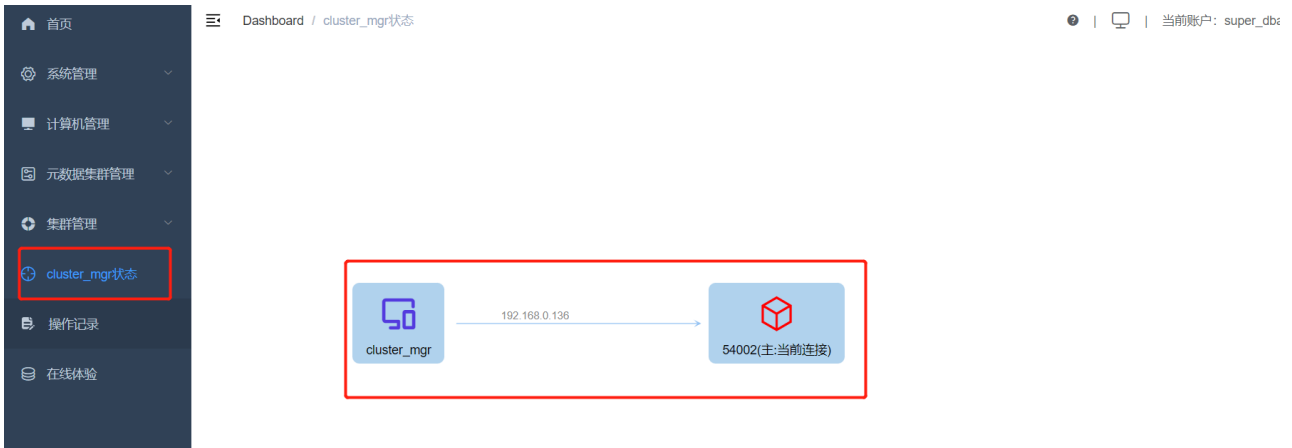 首页
系统管理
计算机管理
元数据集群管理
集群管理
cluster_mgr状态
操作记录
在线体验
Dashboard / cluster_mgr状态
? | | 当前账户：super_dba
192.168.0.136
cluster_mgr
54002(主:当前连接)